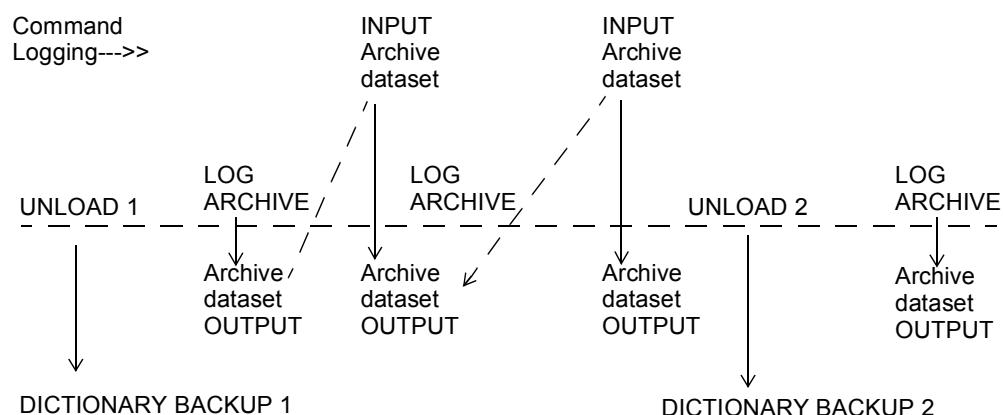 Command
Logging--->>
INPUT
Archive
dataset
INPUT
Archive
dataset
UNLOAD 1
LOG
ARCHIVE
LOG
ARCHIVE
UNLOAD 2
LOG
ARCHIVE
Archive
dataset
OUTPUT
Archive
dataset
OUTPUT
Archive
dataset
OUTPUT
Archive
dataset
OUTPUT
DICTIONARY BACKUP 1
DICTIONARY BACKUP 2